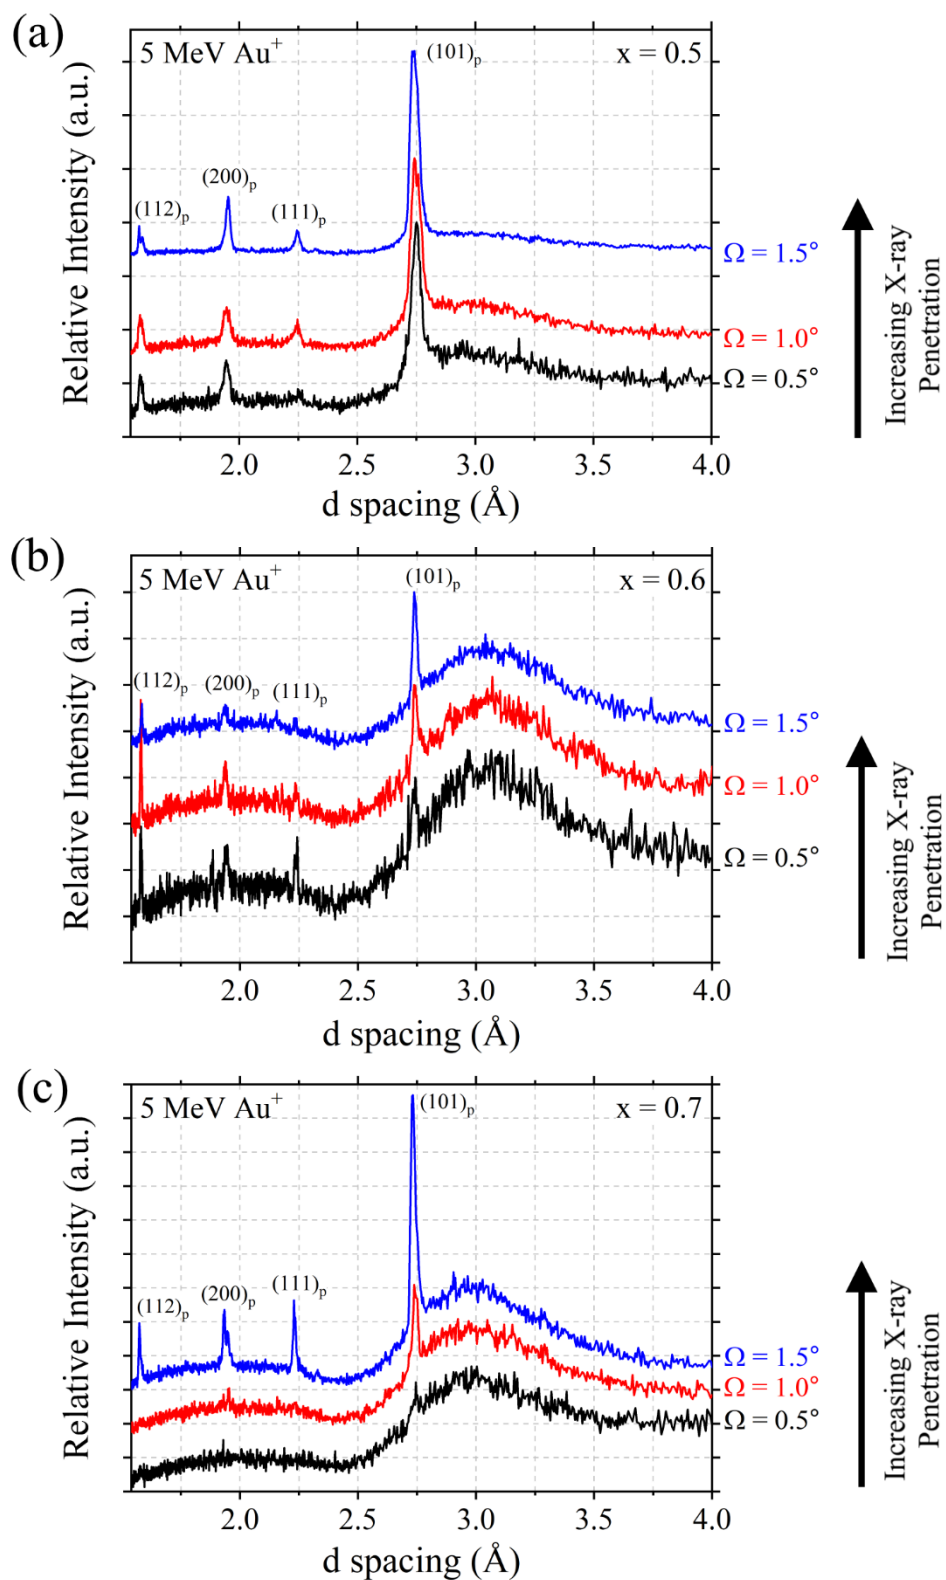 (a)
5 MeV Au⁺
(101)ₚ
x = 0.5
(112)ₚ
(200)ₚ
(111)ₚ
Ω = 1.5°
Ω = 1.0°
Ω = 0.5°
Relative Intensity (a.u.)
2.0 2.5 3.0 3.5 4.0
d spacing (Å)
Increasing X-ray
Penetration
(b)
5 MeV Au⁺
(101)ₚ
x = 0.6
(112)ₚ
(200)ₚ
(111)ₚ
Ω = 1.5°
Ω = 1.0°
Ω = 0.5°
Relative Intensity (a.u.)
2.0 2.5 3.0 3.5 4.0
d spacing (Å)
Increasing X-ray
Penetration
(c)
5 MeV Au⁺
(101)ₚ
x = 0.7
(112)ₚ
(200)ₚ
(111)ₚ
Ω = 1.5°
Ω = 1.0°
Ω = 0.5°
Relative Intensity (a.u.)
2.0 2.5 3.0 3.5 4.0
d spacing (Å)
Increasing X-ray
Penetration